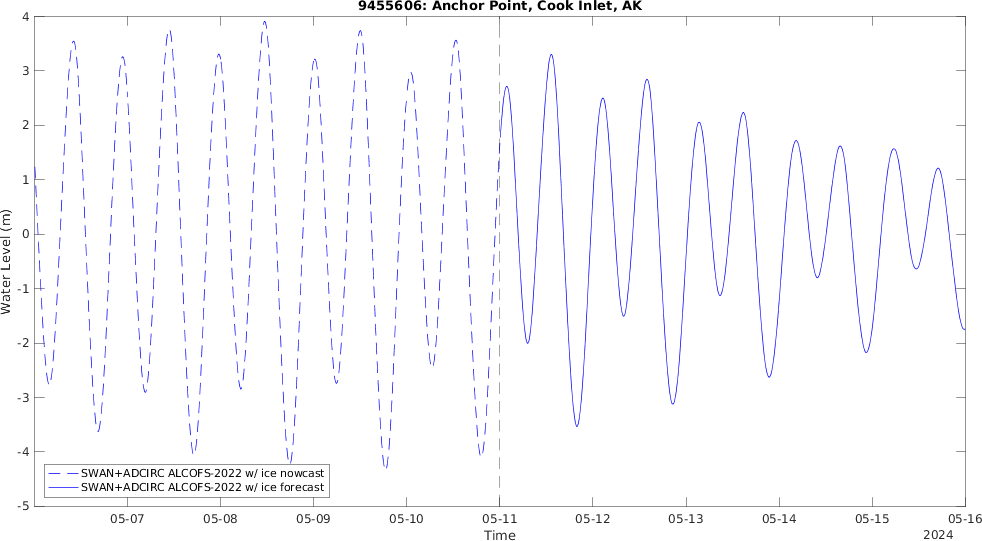 9455606: Anchor Point, Cook Inlet, AK
4
3
2
1
0
-1
-2
-3
-4
-5
Water Level (m)
SWAN+ADCIRC ALCOFS-2022 w/ ice nowcast
SWAN+ADCIRC ALCOFS-2022 w/ ice forecast
05-07 05-08 05-09 05-10 05-11 05-12 05-13 05-14 05-15 05-16
Time
2024